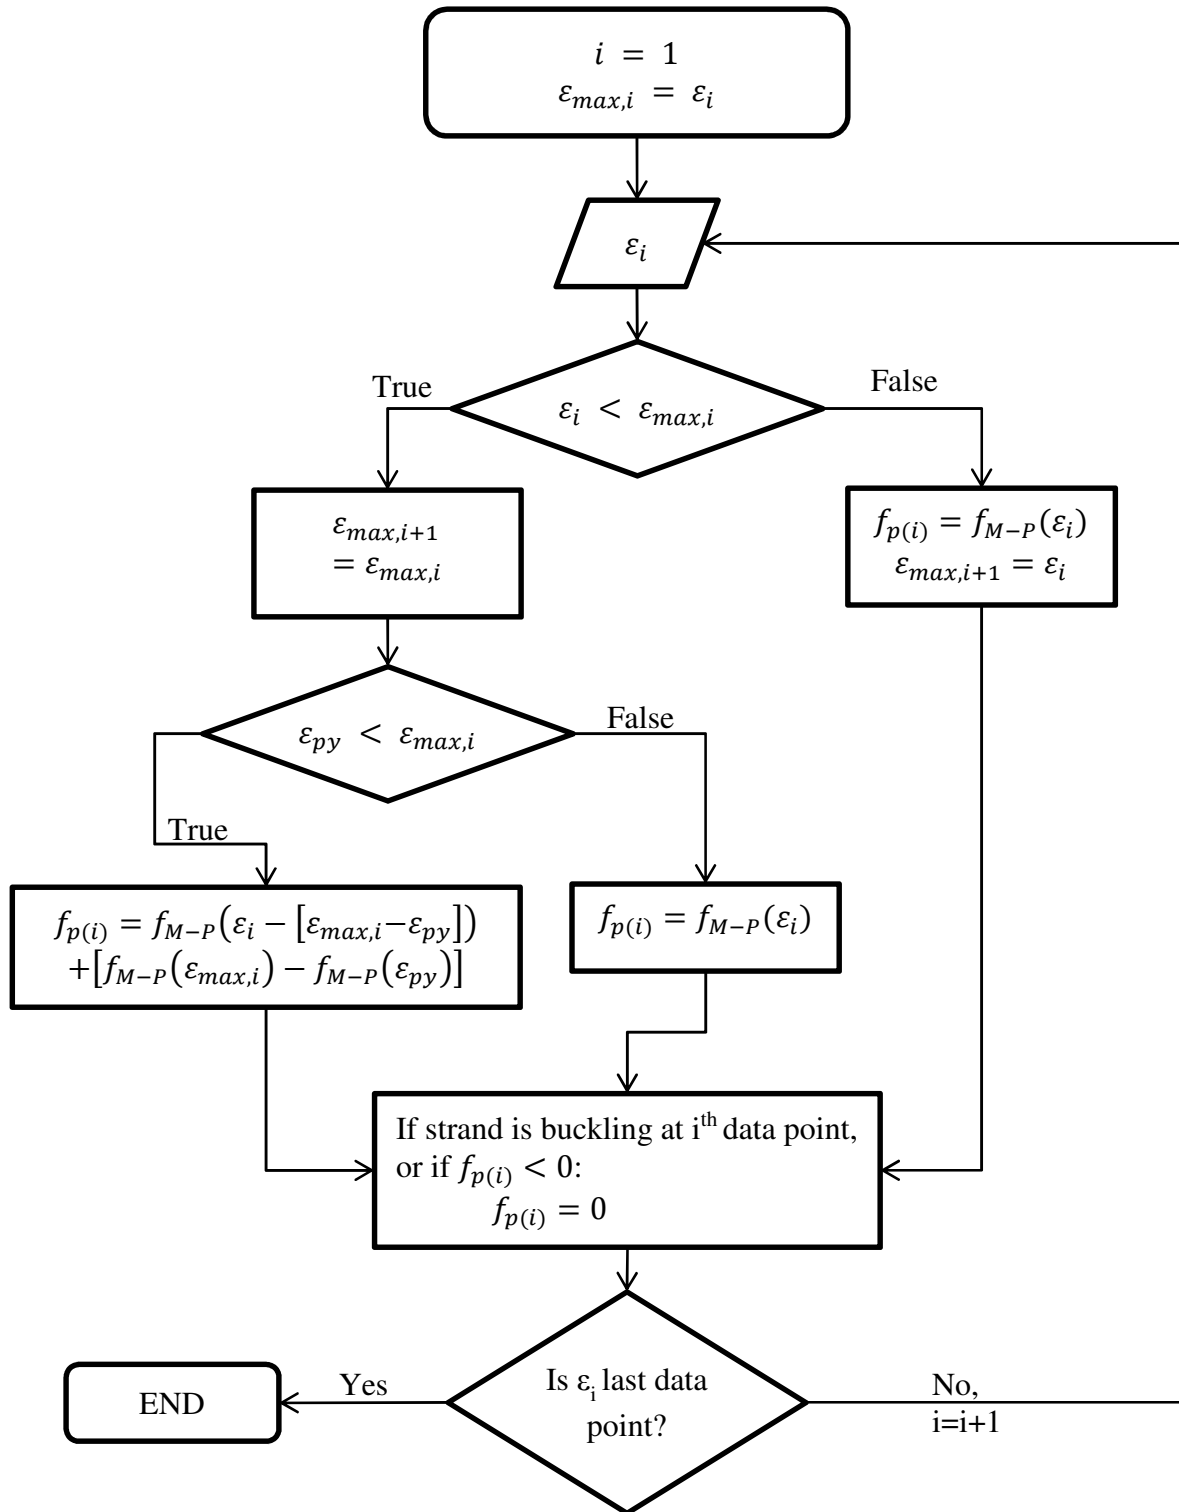 i = 1
ε_{max,i} = ε_i
ε_i
True
False
ε_i < ε_{max,i}
ε_{max,i+1}
= ε_{max,i}
f_{p(i)} = f_{M−P}(ε_i)
ε_{max,i+1} = ε_i
ε_{py} < ε_{max,i}
False
True
f_{p(i)} = f_{M−P}(ε_i − [ε_{max,i}−ε_{py}])
+[f_{M−P}(ε_{max,i}) − f_{M−P}(ε_{py})]
f_{p(i)} = f_{M−P}(ε_i)
If strand is buckling at i^{th} data point,
or if f_{p(i)} < 0:
f_{p(i)} = 0
Is ε_i last data
point?
Yes
END
No,
i=i+1